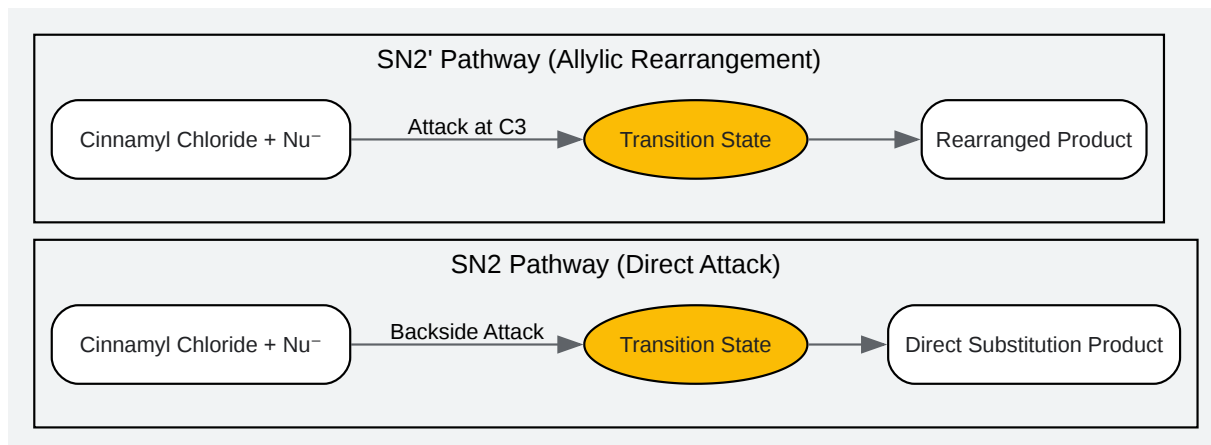 SN2' Pathway (Allylic Rearrangement)
Cinnamyl Chloride + Nu⁻
Attack at C3
Transition State
Rearranged Product
SN2 Pathway (Direct Attack)
Cinnamyl Chloride + Nu⁻
Backside Attack
Transition State
Direct Substitution Product